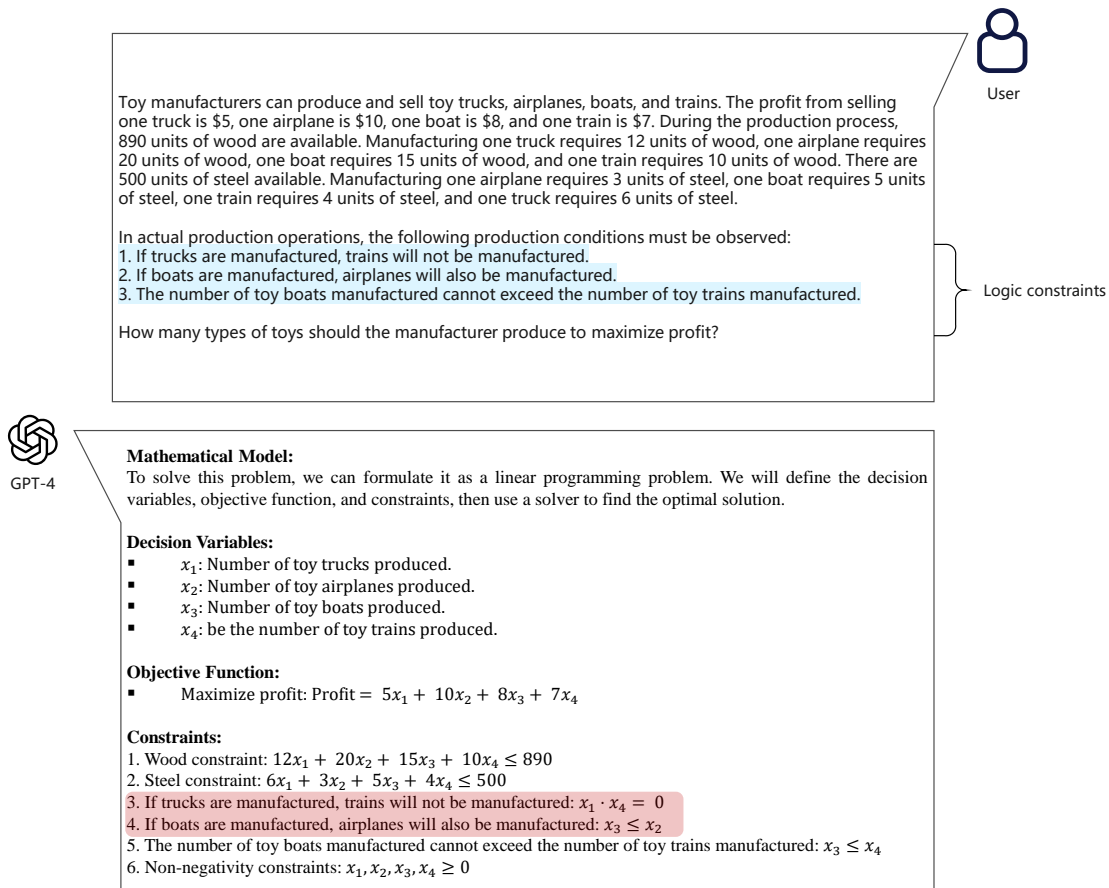 User
Toy manufacturers can produce and sell toy trucks, airplanes, boats, and trains. The profit from selling
one truck is $5, one airplane is $10, one boat is $8, and one train is $7. During the production process,
890 units of wood are available. Manufacturing one truck requires 12 units of wood, one airplane requires
20 units of wood, one boat requires 15 units of wood, and one train requires 10 units of wood. There are
500 units of steel available. Manufacturing one airplane requires 3 units of steel, one boat requires 5 units
of steel, one train requires 4 units of steel, and one truck requires 6 units of steel.
In actual production operations, the following production conditions must be observed:
1. If trucks are manufactured, trains will not be manufactured.
2. If boats are manufactured, airplanes will also be manufactured.
3. The number of toy boats manufactured cannot exceed the number of toy trains manufactured.
Logic constraints
How many types of toys should the manufacturer produce to maximize profit?
GPT-4
Mathematical Model:
To solve this problem, we can formulate it as a linear programming problem. We will define the decision
variables, objective function, and constraints, then use a solver to find the optimal solution.
Decision Variables:
▪ x₁: Number of toy trucks produced.
▪ x₂: Number of toy airplanes produced.
▪ x₃: Number of toy boats produced.
▪ x₄: be the number of toy trains produced.
Objective Function:
▪ Maximize profit: Profit = 5x₁ + 10x₂ + 8x₃ + 7x₄
Constraints:
1. Wood constraint: 12x₁ + 20x₂ + 15x₃ + 10x₄ ≤ 890
2. Steel constraint: 6x₁ + 3x₂ + 5x₃ + 4x₄ ≤ 500
3. If trucks are manufactured, trains will not be manufactured: x₁ · x₄ = 0
4. If boats are manufactured, airplanes will also be manufactured: x₃ ≤ x₂
5. The number of toy boats manufactured cannot exceed the number of toy trains manufactured: x₃ ≤ x₄
6. Non-negativity constraints: x₁, x₂, x₃, x₄ ≥ 0